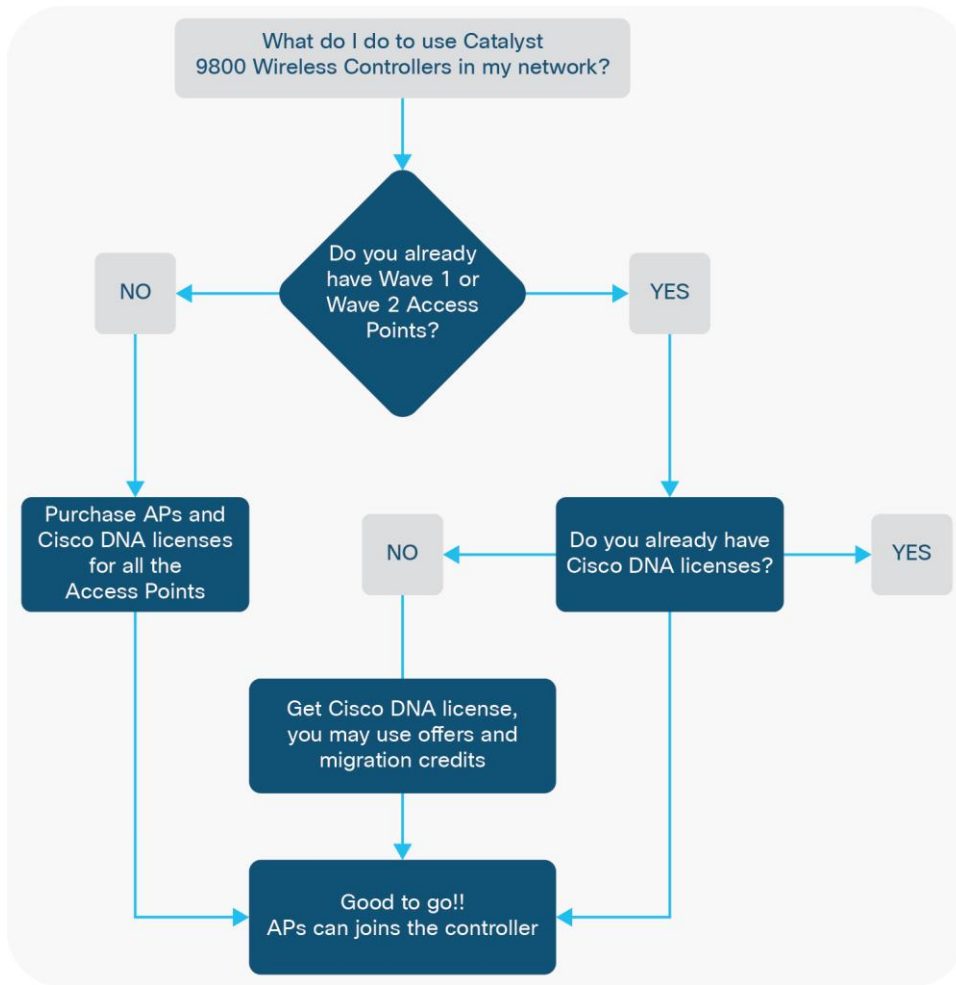 What do I do to use Catalyst
9800 Wireless Controllers in my network?
Do you already
have Wave 1 or
Wave 2 Access
Points?
NO
YES
Purchase APs and
Cisco DNA licenses
for all the
Access Points
NO
Do you already have
Cisco DNA licenses?
YES
Get Cisco DNA license,
you may use offers and
migration credits
Good to go!!
APs can joins the controller